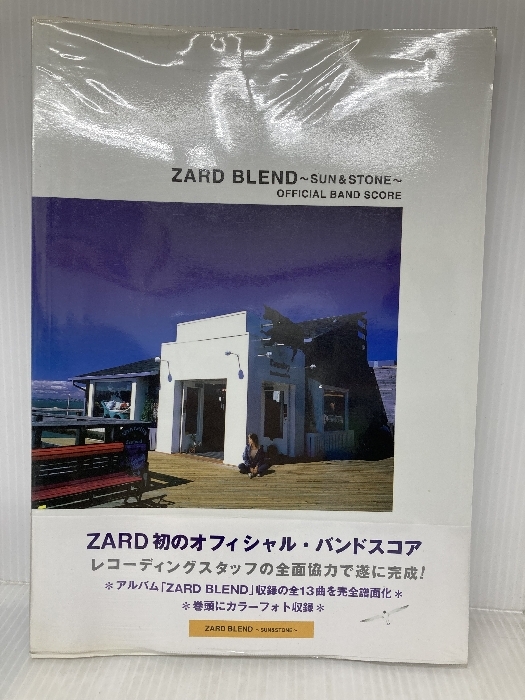 ZARD BLEND～SUN＆STONE～
OFFICIAL BAND SCORE
ZARD 初のオフィシャル・バンドスコア
レコーディングスタッフの全面協力で遂に完成！
＊アルバム「ZARD BLEND」収録の全13曲を完全譜面化＊
＊巻頭にカラーフォト収録＊
ZARD BLEND ～SUN&STONE～